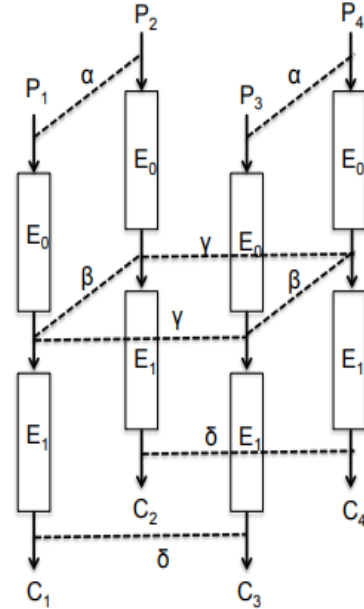 P₂ P₄
α α
P₁ P₃
E₀ E₀
E₀ γ E₀
β β
γ
E₁ E₁
δ
E₁ E₁
C₂ C₄
δ
C₁ C₃